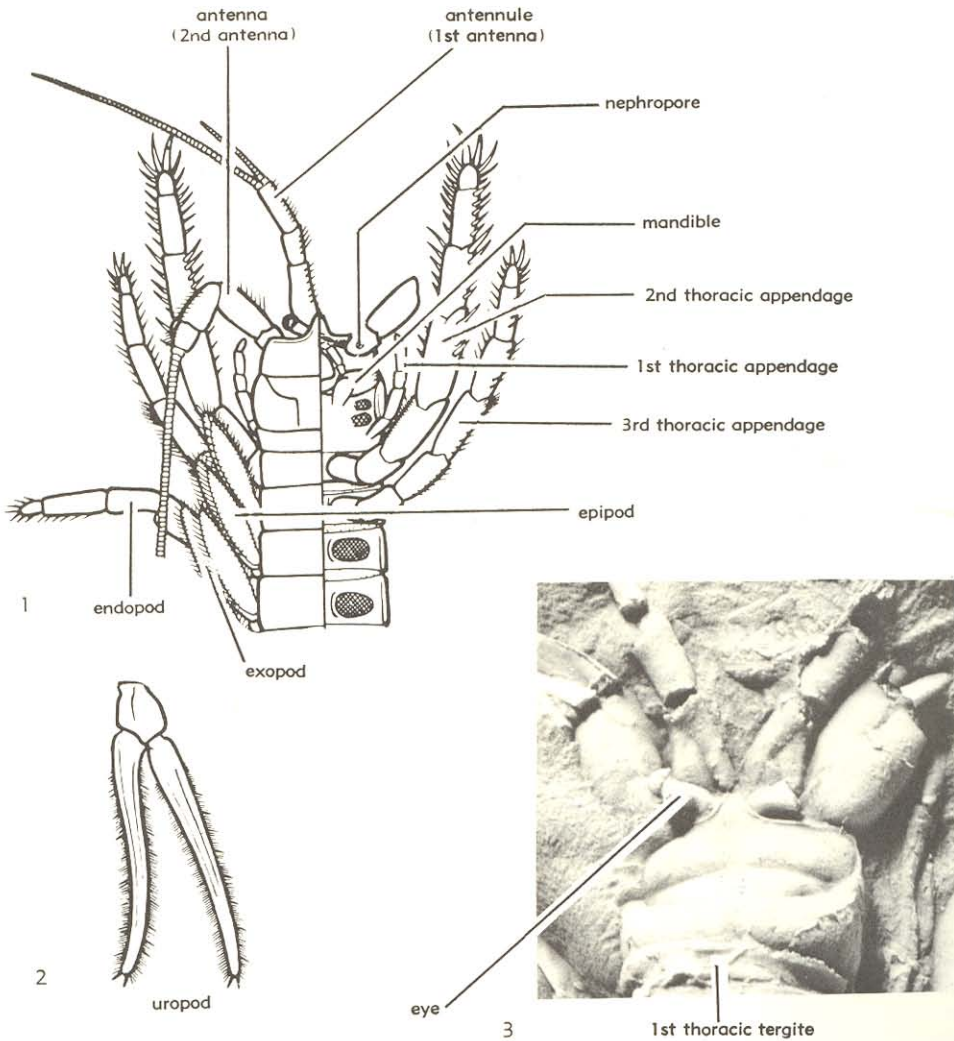 antenna
(2nd antenna)
antennule
(1st antenna)
nephropore
mandible
2nd thoracic appendage
1st thoracic appendage
3rd thoracic appendage
epipod
1
endopod
exopod
2
uropod
eye
3
1st thoracic tergite